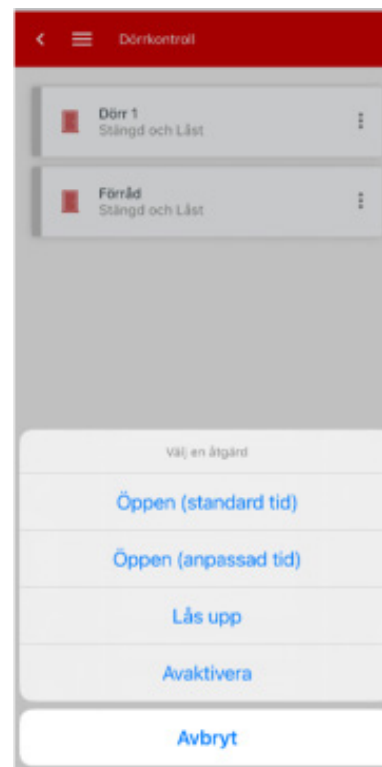 Dörrkontroll
Dörr 1
Stängd och Låst
Förråd
Stängd och Låst
Välj en åtgärd
Öppen (standard tid)
Öppen (anpassad tid)
Lås upp
Avaktivera
Avbryt